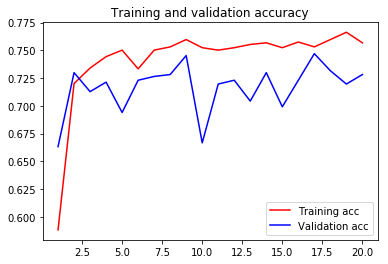 Training and validation accuracy
0.775
0.750
0.725
0.700
0.675
0.650
0.625
0.600
Training acc
Validation acc
2.5 5.0 7.5 10.0 12.5 15.0 17.5 20.0